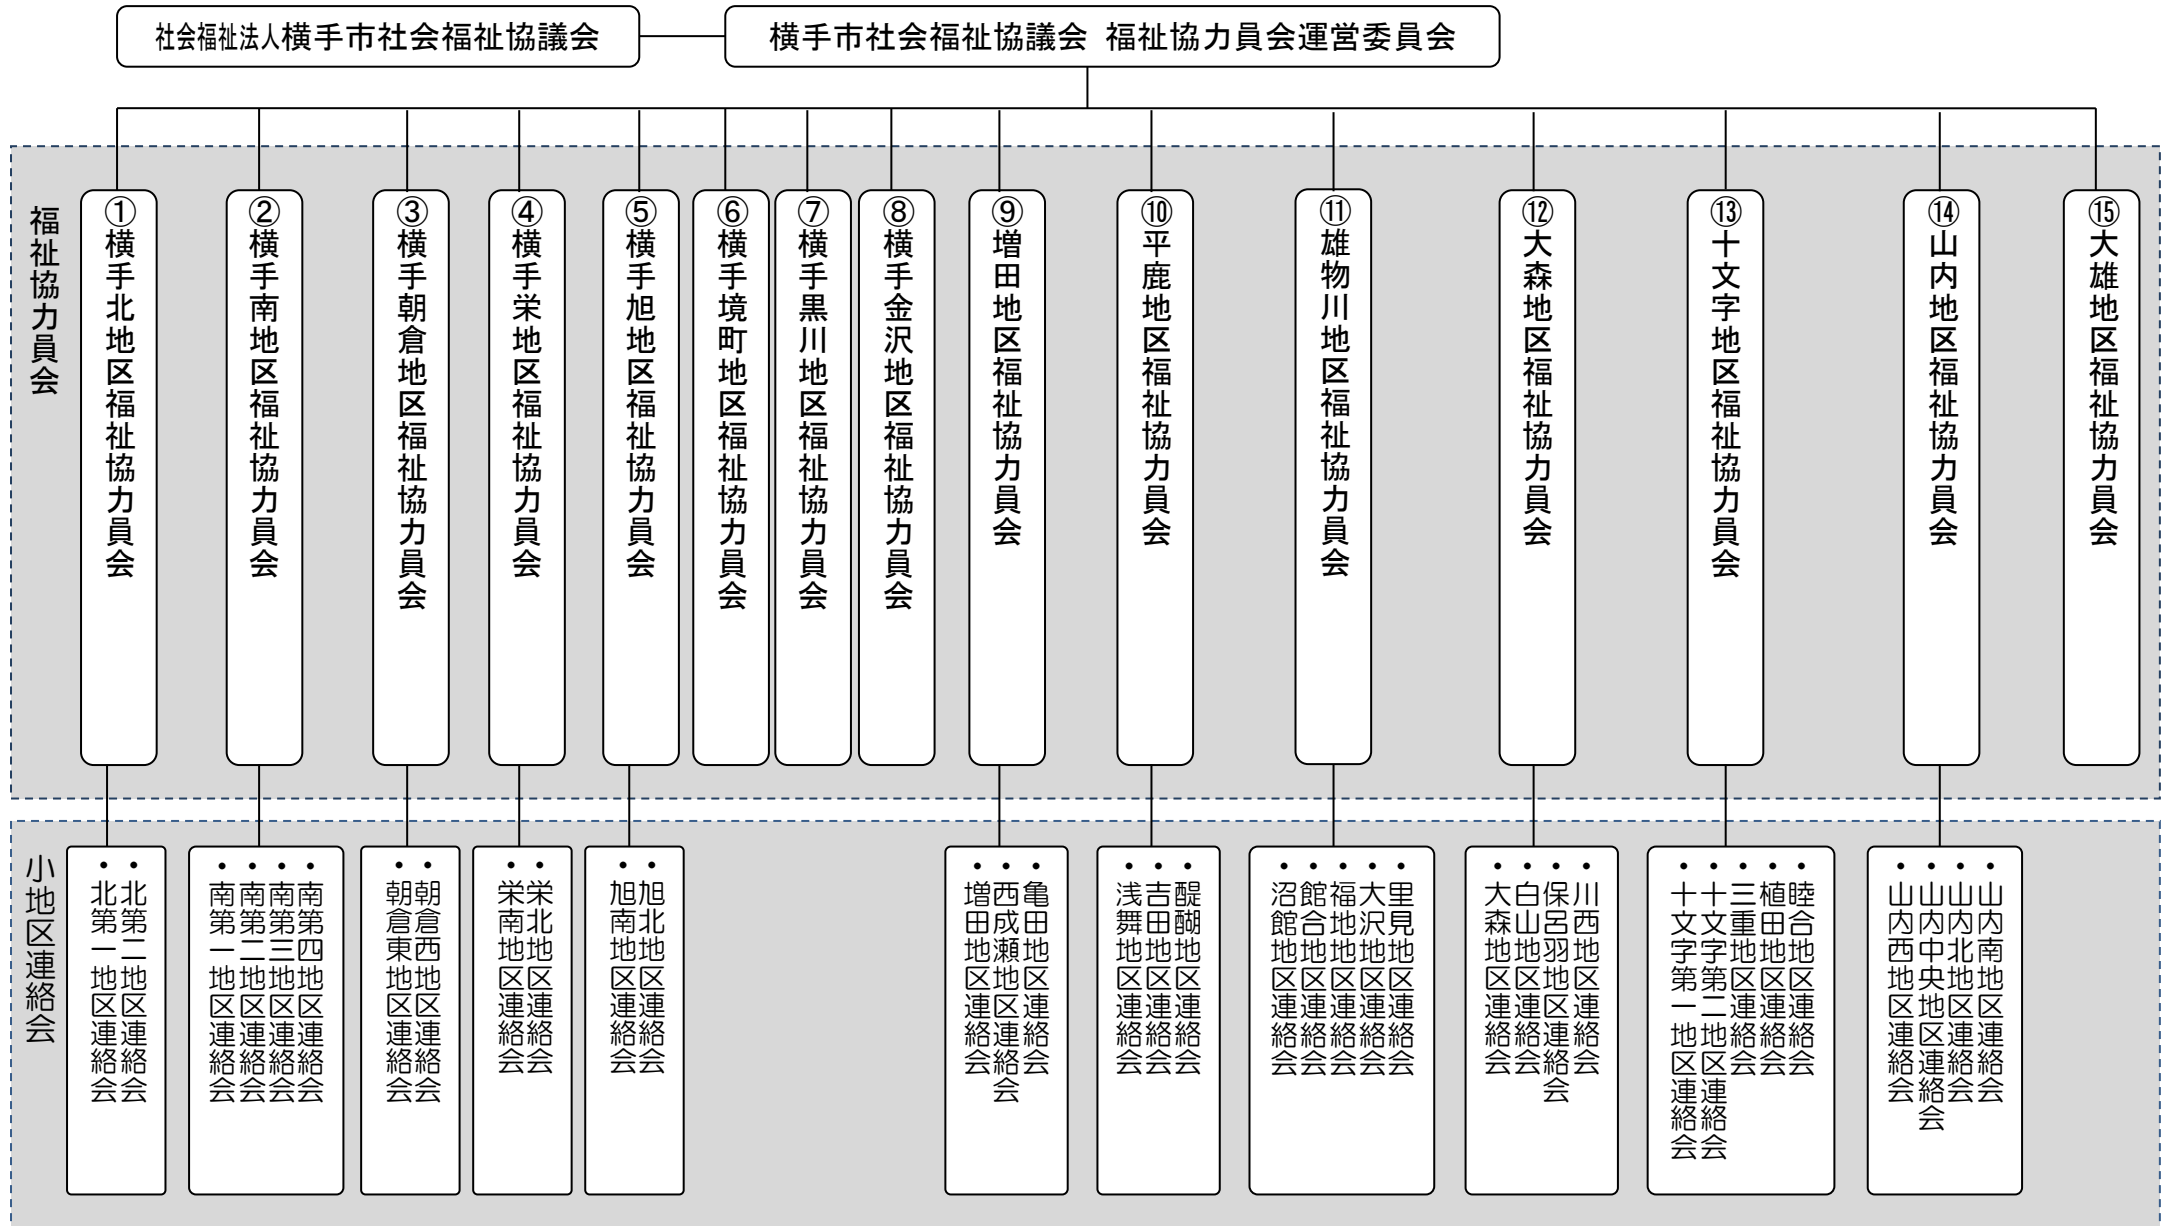 社会福祉法人横手市社会福祉協議会
横手市社会福祉協議会 福祉協力員会運営委員会
福祉協力員会
①横手北地区福祉協力員会
②横手南地区福祉協力員会
③横手朝倉地区福祉協力員会
④横手栄地区福祉協力員会
⑤横手旭地区福祉協力員会
⑥横手境町地区福祉協力員会
⑦横手黒川地区福祉協力員会
⑧横手金沢地区福祉協力員会
⑨増田地区福祉協力員会
⑩平鹿地区福祉協力員会
⑪雄物川地区福祉協力員会
⑫大森地区福祉協力員会
⑬十文字地区福祉協力員会
⑭山内地区福祉協力員会
⑮大雄地区福祉協力員会
小地区連絡会
・北第一地区連絡会
・北第二地区連絡会
・南第一地区連絡会
・南第二地区連絡会
・南第三地区連絡会
・南第四地区連絡会
・朝倉東地区連絡会
・朝倉西地区連絡会
・栄南地区連絡会
・栄北地区連絡会
・旭南地区連絡会
・旭北地区連絡会
・増田地区連絡会
・西成瀬地区連絡会
・亀田地区連絡会
・浅舞地区連絡会
・吉田地区連絡会
・醍醐地区連絡会
・沼館地区連絡会
・館合地区連絡会
・福地地区連絡会
・大沢地区連絡会
・里見地区連絡会
・大森地区連絡会
・白山地区連絡会
・保呂羽地区連絡会
・川西地区連絡会
・十文字第一地区連絡会
・十文字第二地区連絡会
・三重地区連絡会
・植田地区連絡会
・睦合地区連絡会
・山内西地区連絡会
・山内中央地区連絡会
・山内北地区連絡会
・山内南地区連絡会